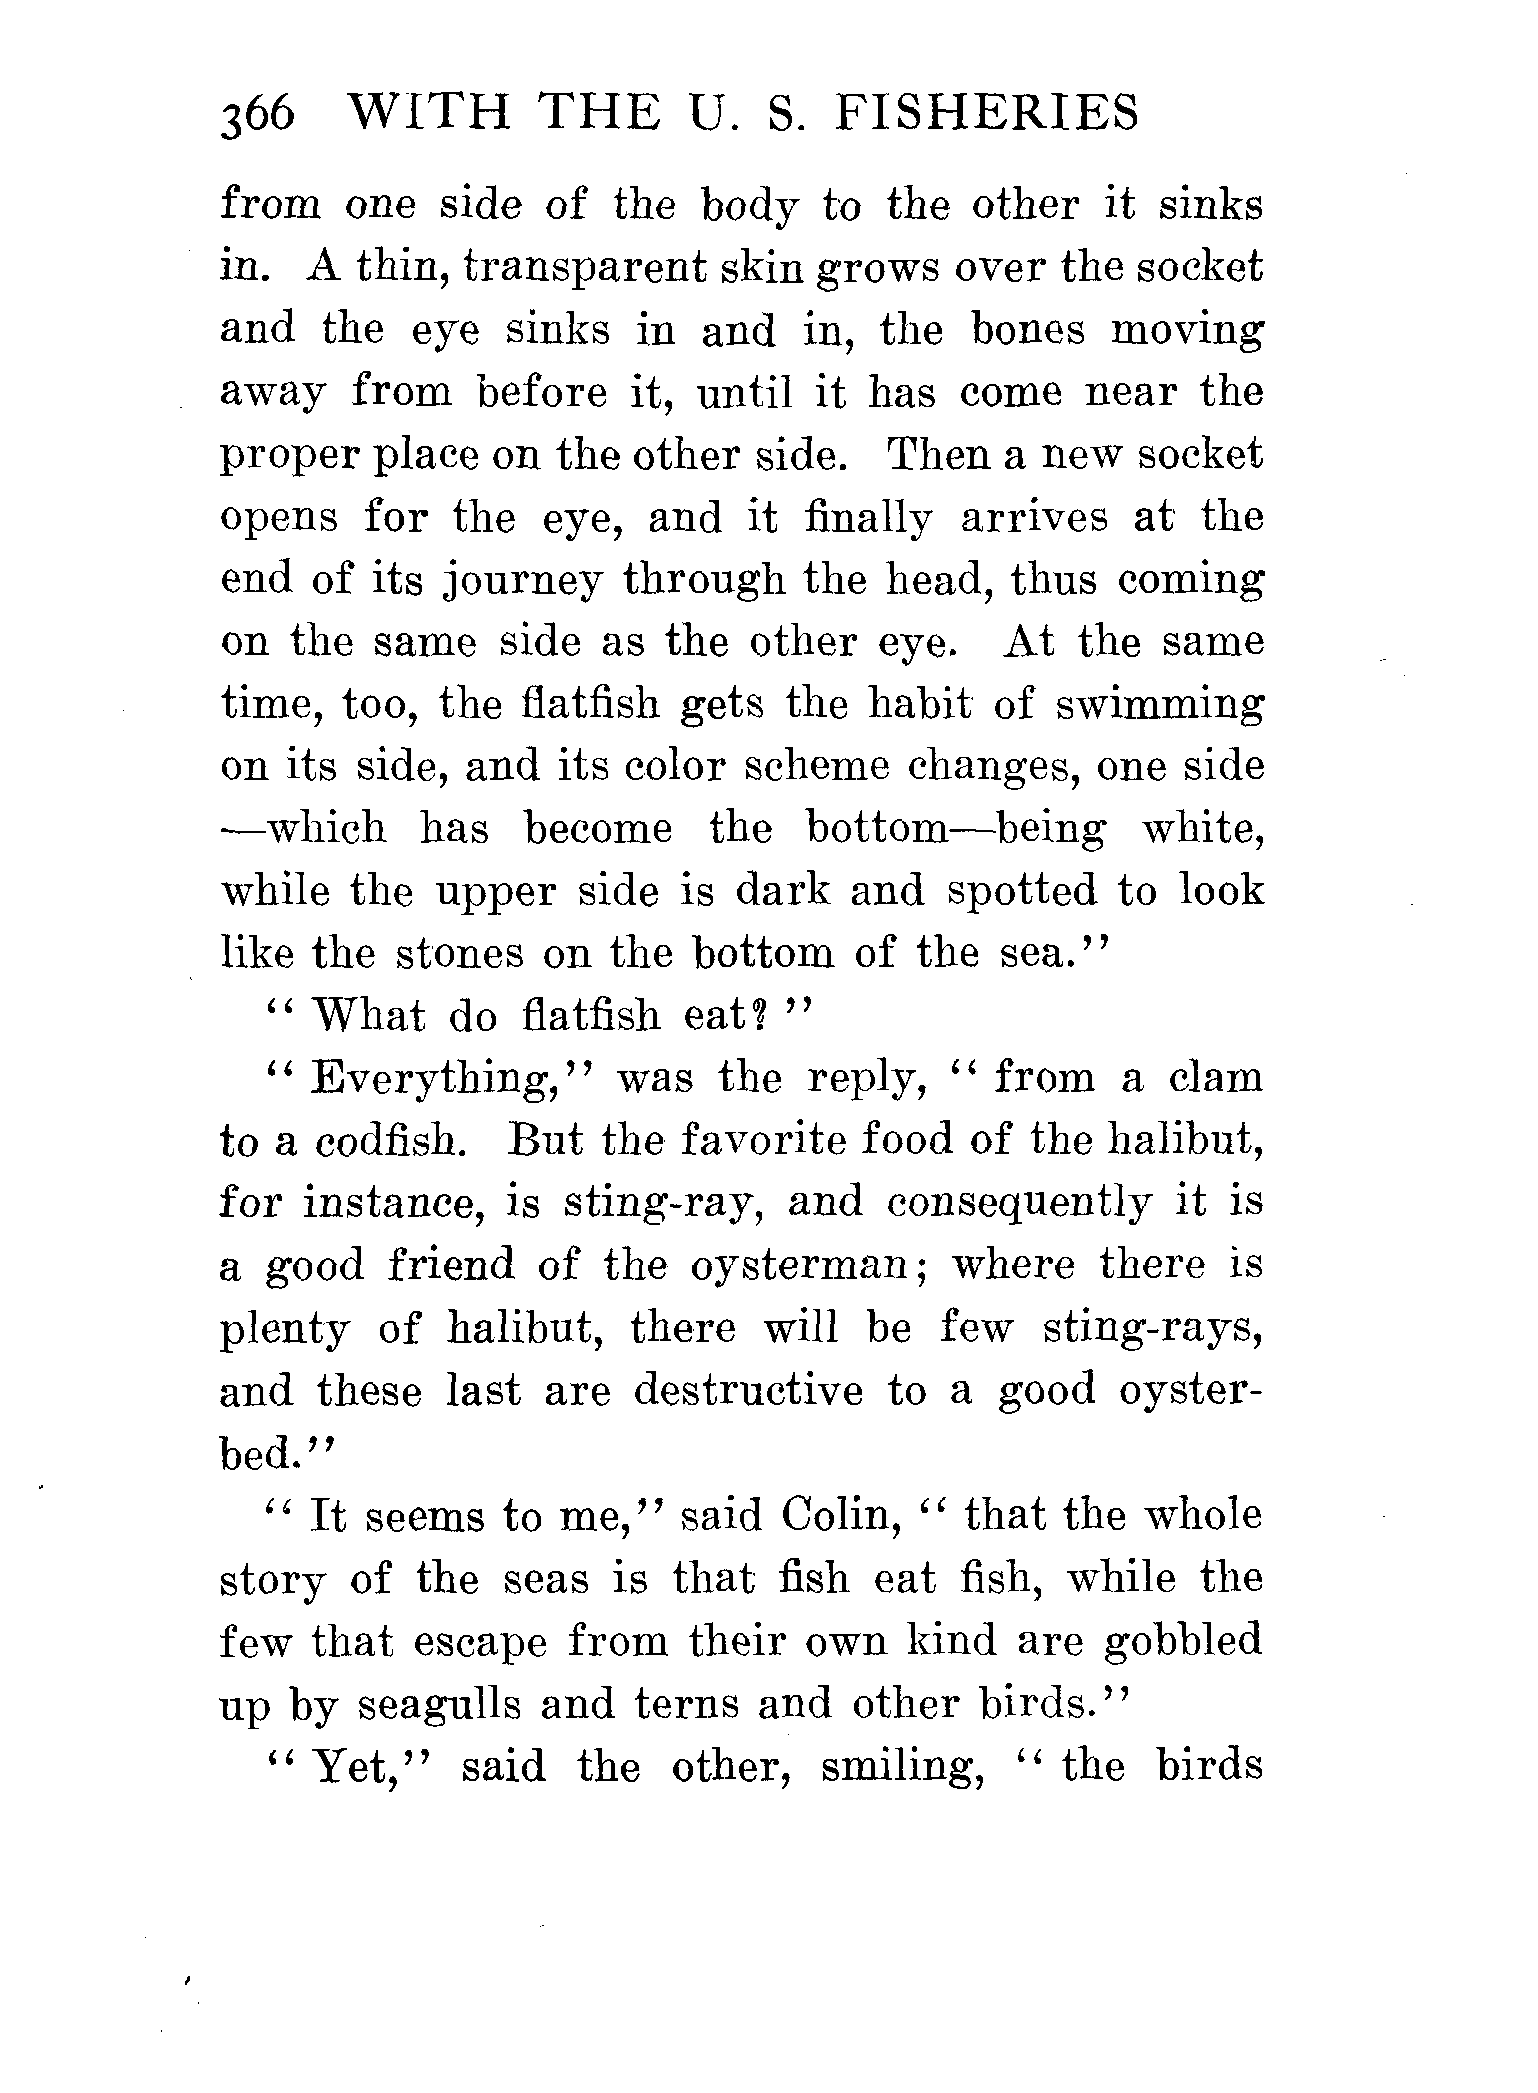 366 WITH THE U. S. FISHERIES
from one side of the body to the other it sinks
in. A thin, transparent skin grows over the socket
and the eye sinks in and in, the bones moving
away from before it, until it has come near the
proper place on the other side. Then a new socket
opens for the eye, and it finally arrives at the
end of its journey through the head, thus coming
on the same side as the other eye. At the same
time, too, the flatfish gets the habit of swimming
on its side, and its color scheme changes, one side
—which has become the bottom—being white,
while the upper side is dark and spotted to look
like the stones on the bottom of the sea.”
“ What do flatfish eat? ”
“ Everything,” was the reply, “ from a clam
to a codfish. But the favorite food of the halibut,
for instance, is sting-ray, and consequently it is
a good friend of the oysterman; where there is
plenty of halibut, there will be few sting-rays,
and these last are destructive to a good oyster-
bed.”
“ It seems to me,” said Colin, “ that the whole
story of the seas is that fish eat fish, while the
few that escape from their own kind are gobbled
up by seagulls and terns and other birds.”
“ Yet,” said the other, smiling, “ the birds